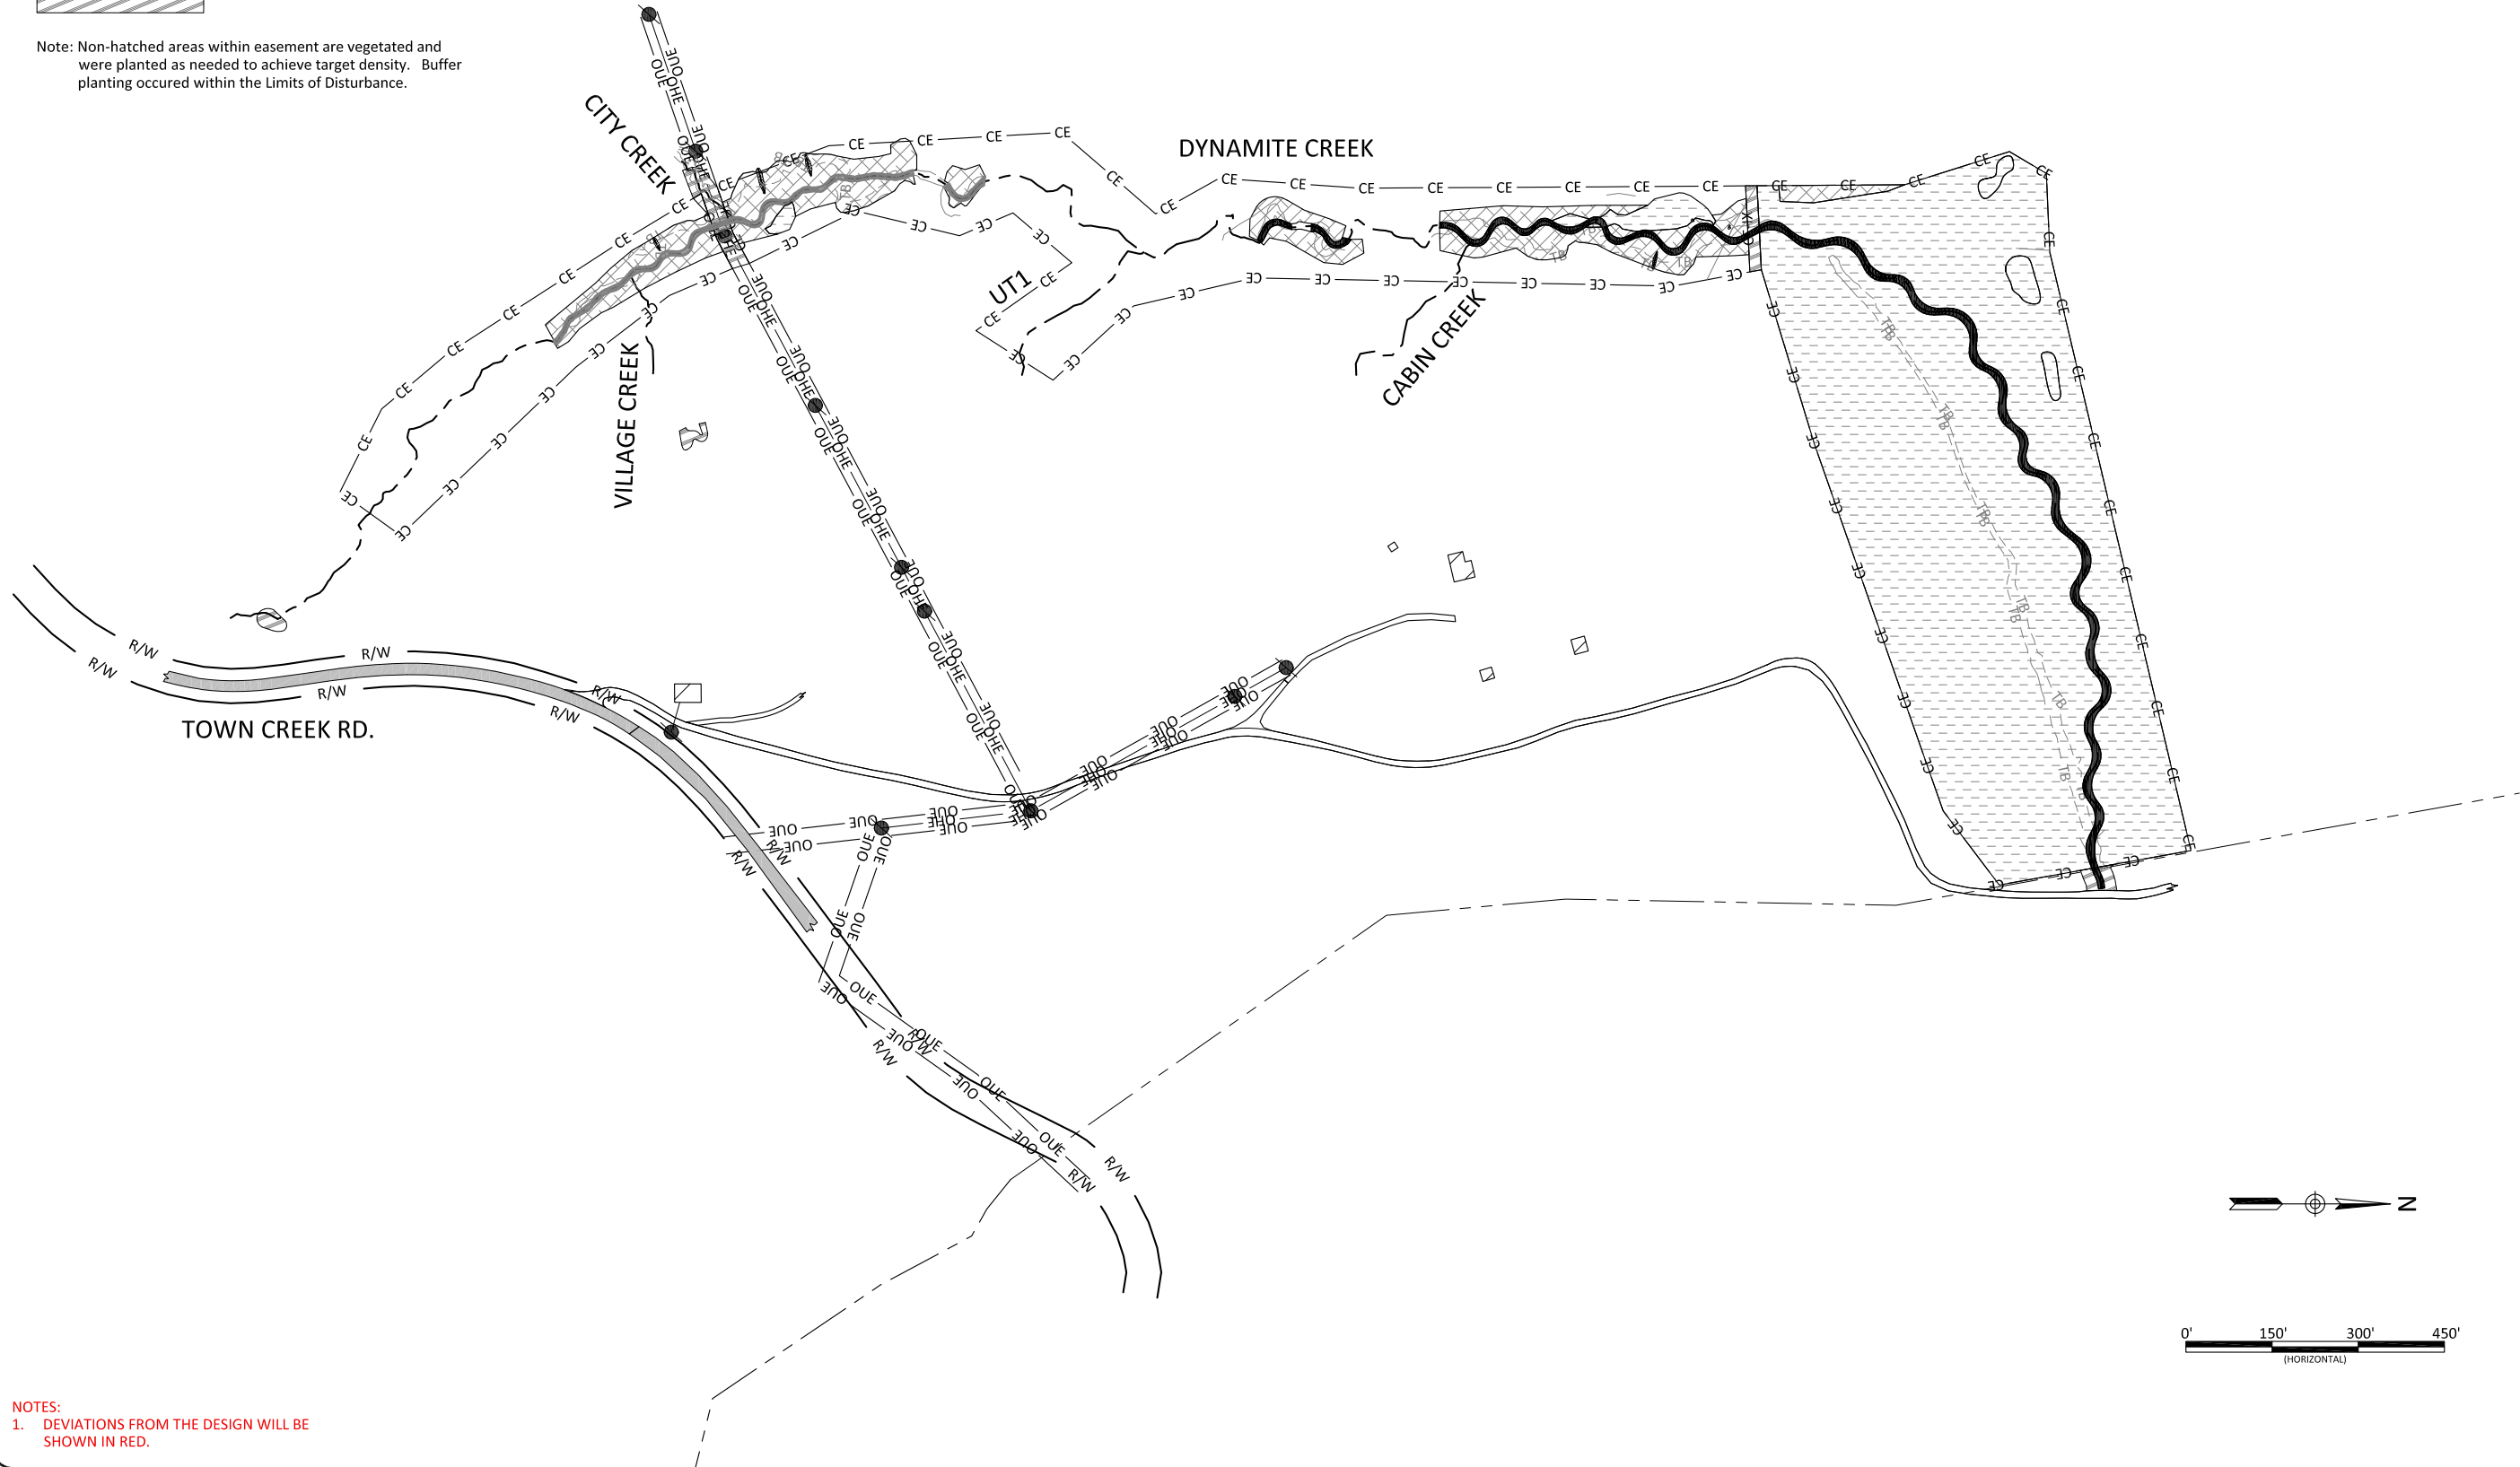 Note: Non-hatched areas within easement are vegetated and
were planted as needed to achieve target density. Buffer
planting occured within the Limits of Disturbance.
CITY CREEK
DYNAMITE CREEK
UT1
VILLAGE CREEK
CABIN CREEK
TOWN CREEK RD.
CE
OUE
OHE
R/W
TB
N
0' 150' 300' 450'
(HORIZONTAL)
NOTES:
1. DEVIATIONS FROM THE DESIGN WILL BE
SHOWN IN RED.